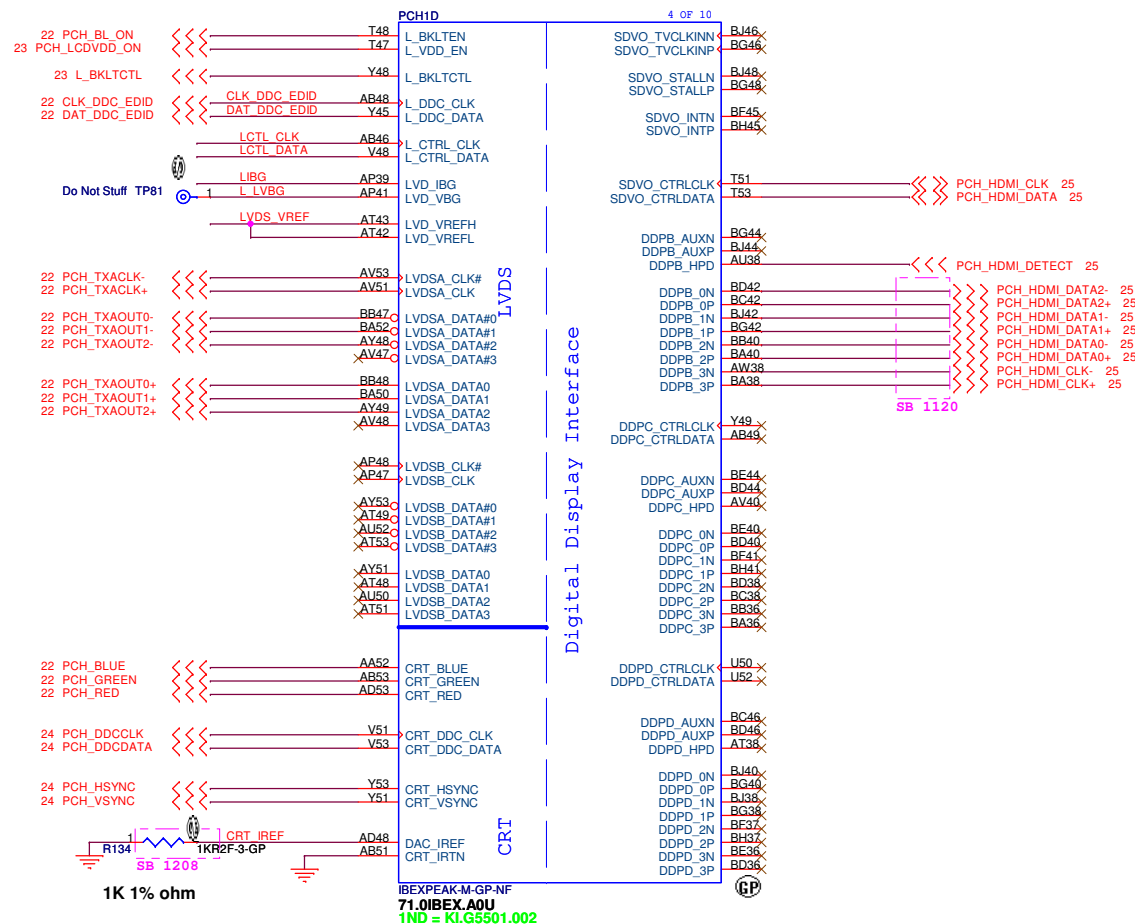 PCH1D 4 OF 10
22 PCH_BL_ON T48 L_BKLTEN SDVO_TVCLKINN BJ46
23 PCH_LCDVDD_ON T47 L_VDD_EN SDVO_TVCLKINP BG46
23 L_BKLTCTL Y48 L_BKLTCTL SDVO_STALLN BJ48
SDVO_STALLP BG48
22 CLK_DDC_EDID CLK_DDC_EDID AB48 L_DDC_CLK
22 DAT_DDC_EDID DAT_DDC_EDID Y45 L_DDC_DATA SDVO_INTN BF45
SDVO_INTP BH45
LCTL_CLK AB46 L_CTRL_CLK
LCTL_DATA V48 L_CTRL_DATA
LIBG AP39 LVD_IBG SDVO_CTRLCLK T51 PCH_HDMI_CLK 25
Do Not Stuff TP81 1 L_LVBG AP41 LVD_VBG SDVO_CTRLDATA T53 PCH_HDMI_DATA 25
LVDS_VREF AT43 LVD_VREFH
AT42 LVD_VREFL DDPB_AUXN BG44
DDPB_AUXP BJ44
DDPB_HPD AU38 PCH_HDMI_DETECT 25
22 PCH_TXACLK- AV53 LVDSA_CLK#
22 PCH_TXACLK+ AV51 LVDSA_CLK DDPB_0N BD42 PCH_HDMI_DATA2- 25
DDPB_0P BC42 PCH_HDMI_DATA2+ 25
22 PCH_TXAOUT0- BB47 LVDSA_DATA#0 DDPB_1N BJ42 PCH_HDMI_DATA1- 25
22 PCH_TXAOUT1- BA52 LVDSA_DATA#1 DDPB_1P BG42 PCH_HDMI_DATA1+ 25
22 PCH_TXAOUT2- AY48 LVDSA_DATA#2 DDPB_2N BB40 PCH_HDMI_DATA0- 25
AV47 LVDSA_DATA#3 DDPB_2P BA40 PCH_HDMI_DATA0+ 25
DDPB_3N AW38 PCH_HDMI_CLK- 25
22 PCH_TXAOUT0+ BB48 LVDSA_DATA0 DDPB_3P BA38 PCH_HDMI_CLK+ 25
22 PCH_TXAOUT1+ BA50 LVDSA_DATA1
22 PCH_TXAOUT2+ AY49 LVDSA_DATA2
SB 1120
AV48 LVDSA_DATA3 DDPC_CTRLCLK Y49
DDPC_CTRLDATA AB49
AP48 LVDSB_CLK#
AP47 LVDSB_CLK DDPC_AUXN BE44
DDPC_AUXP BD44
AY53 LVDSB_DATA#0 DDPC_HPD AV40
AT49 LVDSB_DATA#1
AU52 LVDSB_DATA#2 DDPC_0N BE40
AT53 LVDSB_DATA#3 DDPC_0P BD40
DDPC_1N BF41
AY51 LVDSB_DATA0 DDPC_1P BH41
AT48 LVDSB_DATA1 DDPC_2N BD38
AU50 LVDSB_DATA2 DDPC_2P BC38
AT51 LVDSB_DATA3 DDPC_3N BB36
DDPC_3P BA36
LVDS
Digital Display Interface
22 PCH_BLUE AA52 CRT_BLUE DDPD_CTRLCLK U50
22 PCH_GREEN AB53 CRT_GREEN DDPD_CTRLDATA U52
22 PCH_RED AD53 CRT_RED
DDPD_AUXN BC46
24 PCH_DDCCLK V51 CRT_DDC_CLK DDPD_AUXP BD46
24 PCH_DDCDATA V53 CRT_DDC_DATA DDPD_HPD AT38
DDPD_0N BJ40
24 PCH_HSYNC Y53 CRT_HSYNC DDPD_0P BG40
24 PCH_VSYNC Y51 CRT_VSYNC DDPD_1N BJ38
DDPD_1P BG38
DDPD_2N BF37
R134 1 1KR2F-3-GP CRT_IREF AD48 DAC_IREF DDPD_2P BH37
AB51 CRT_IRTN DDPD_3N BE36
SB 1208
DDPD_3P BD36
CRT
1K 1% ohm
GP
IBEXPEAK-M-GP-NF
71.0IBEX.A0U
1ND = KI.G5501.002